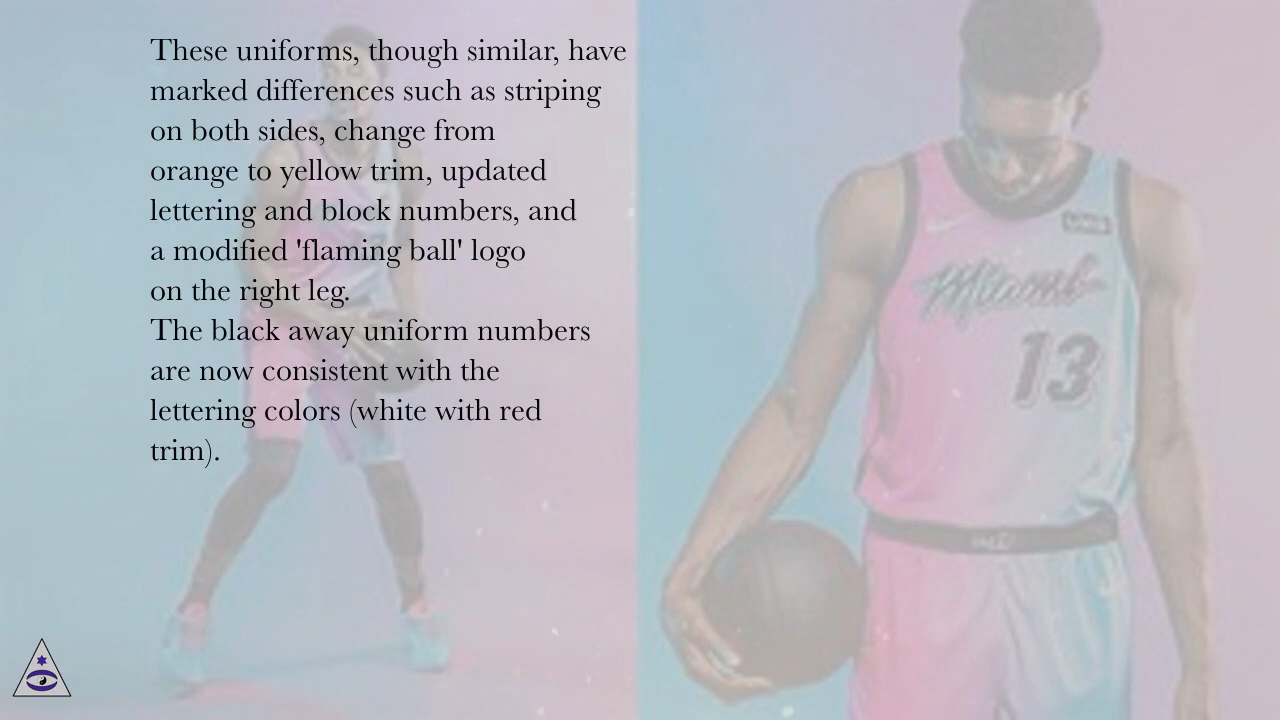 These uniforms, though similar, have
marked differences such as striping
on both sides, change from
orange to yellow trim, updated
lettering and block numbers, and
a modified 'flaming ball' logo
on the right leg.
The black away uniform numbers
are now consistent with the
lettering colors (white with red
trim).
Miami
13